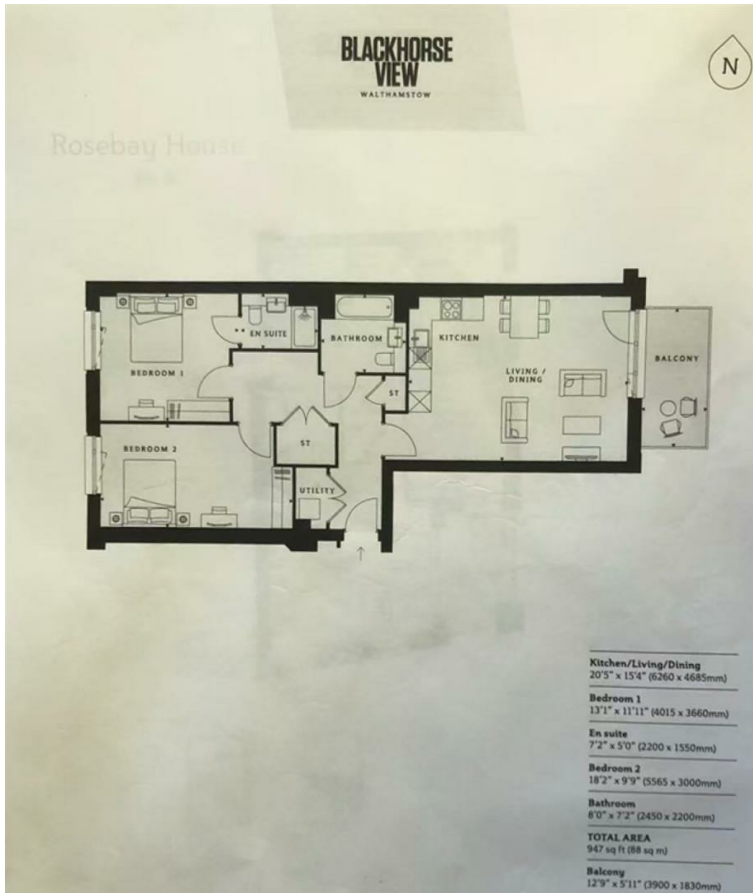 BLACKHORSE
VIEW
WALTHAMSTOW
N
Rosebay House
EN SUITE
BATHROOM
KITCHEN
BALCONY
BEDROOM 1
LIVING /
DINING
ST
ST
BEDROOM 2
UTILITY
Kitchen/Living/Dining
20'5" x 15'4" (6260 x 4685mm)
Bedroom 1
13'1" x 11'11" (4015 x 3660mm)
En suite
7'2" x 5'0" (2200 x 1550mm)
Bedroom 2
18'2" x 9'9" (5565 x 3000mm)
Bathroom
8'0" x 7'2" (2450 x 2200mm)
TOTAL AREA
947 sq ft (88 sq m)
Balcony
12'9" x 5'11" (3900 x 1830mm)